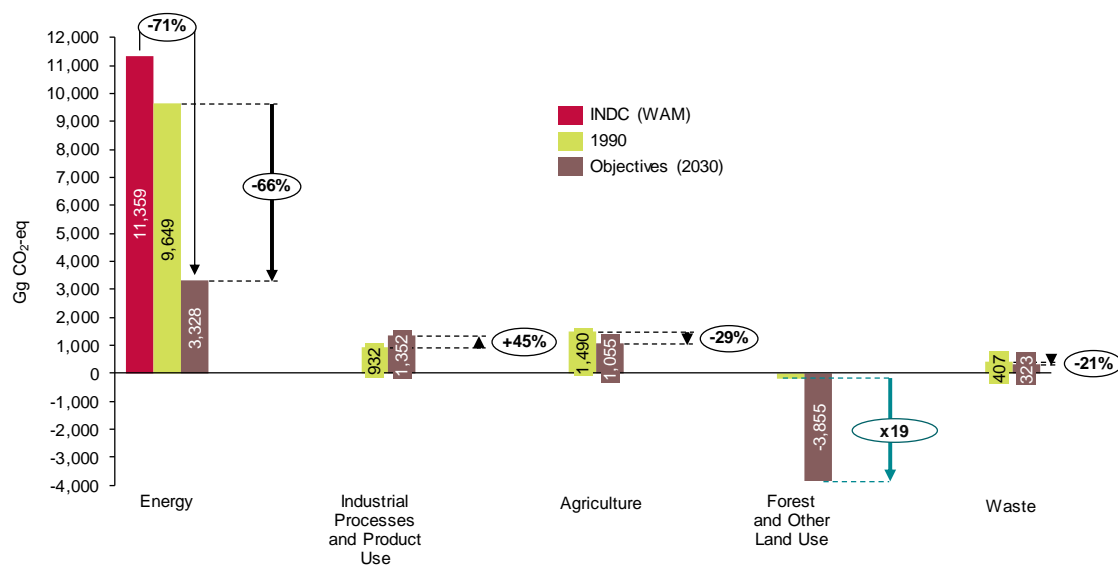 -71%
12,000
11,000
10,000
9,000
8,000
7,000
6,000
5,000
4,000
3,000
2,000
1,000
0
-1,000
-2,000
-3,000
-4,000
Gg CO₂-eq
INDC (WAM)
1990
Objectives (2030)
11,359
9,649
3,328
-66%
932
1,352
+45%
1,490
1,055
-29%
-3,855
x19
407
323
-21%
Energy
Industrial
Processes
and Product
Use
Agriculture
Forest
and Other
Land Use
Waste